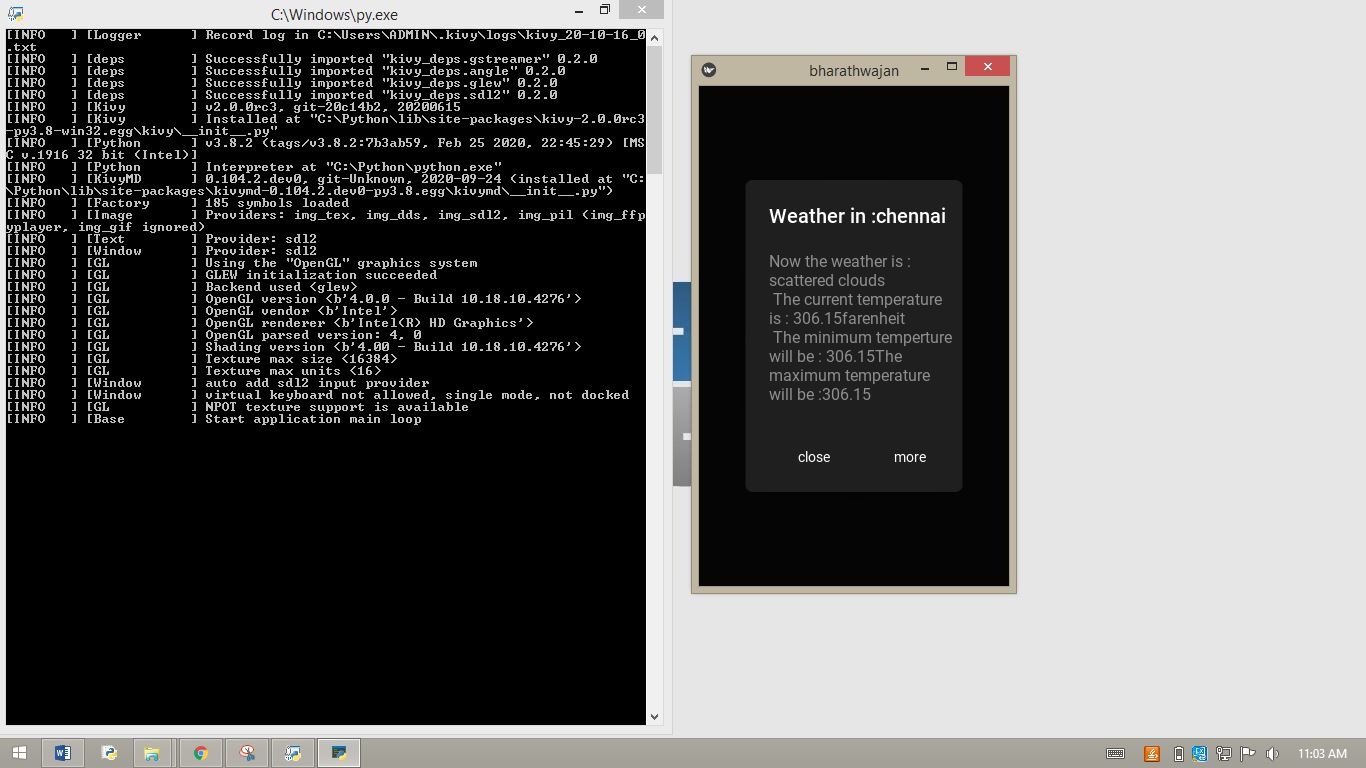 C:\Windows\py.exe
[INFO   ] [Logger      ] Record log in C:\Users\ADMIN\.kivy\logs\kivy_20-10-16_0
.txt
[INFO   ] [deps        ] Successfully imported "kivy_deps.gstreamer" 0.2.0
[INFO   ] [deps        ] Successfully imported "kivy_deps.angle" 0.2.0
[INFO   ] [deps        ] Successfully imported "kivy_deps.glew" 0.2.0
[INFO   ] [deps        ] Successfully imported "kivy_deps.sdl2" 0.2.0
[INFO   ] [Kivy        ] v2.0.0rc3, git-20c14b2, 20200615
[INFO   ] [Kivy        ] Installed at "C:\Python\lib\site-packages\kivy-2.0.0rc3
-py3.8-win32.egg\kivy\__init__.py"
[INFO   ] [Python      ] v3.8.2 (tags/v3.8.2:7b3ab59, Feb 25 2020, 22:45:29) [MS
C v.1916 32 bit (Intel)]
[INFO   ] [Python      ] Interpreter at "C:\Python\python.exe"
[INFO   ] [KivyMD      ] 0.104.2.dev0, git-Unknown, 2020-09-24 (installed at "C:
\Python\lib\site-packages\kivymd-0.104.2.dev0-py3.8.egg\kivymd\__init__.py")
[INFO   ] [Factory     ] 185 symbols loaded
[INFO   ] [Image       ] Providers: img_tex, img_dds, img_sdl2, img_pil (img_ffp
yplayer, img_gif ignored)
[INFO   ] [Text        ] Provider: sdl2
[INFO   ] [Window      ] Provider: sdl2
[INFO   ] [GL          ] Using the "OpenGL" graphics system
[INFO   ] [GL          ] GLEW initialization succeeded
[INFO   ] [GL          ] Backend used <glew>
[INFO   ] [GL          ] OpenGL version <b'4.0.0 - Build 10.18.10.4276'>
[INFO   ] [GL          ] OpenGL vendor <b'Intel'>
[INFO   ] [GL          ] OpenGL renderer <b'Intel(R) HD Graphics'>
[INFO   ] [GL          ] OpenGL parsed version: 4, 0
[INFO   ] [GL          ] Shading version <b'4.00 - Build 10.18.10.4276'>
[INFO   ] [GL          ] Texture max size <16384>
[INFO   ] [GL          ] Texture max units <16>
[INFO   ] [Window      ] auto add sdl2 input provider
[INFO   ] [Window      ] virtual keyboard not allowed, single mode, not docked
[INFO   ] [GL          ] NPOT texture support is available
[INFO   ] [Base        ] Start application main loop
bharathwajan
Weather in :chennai
Now the weather is :
scattered clouds
The current temperature
is : 306.15farenheit
The minimum temperture
will be : 306.15The
maximum temperature
will be :306.15
close
more
11:03 AM